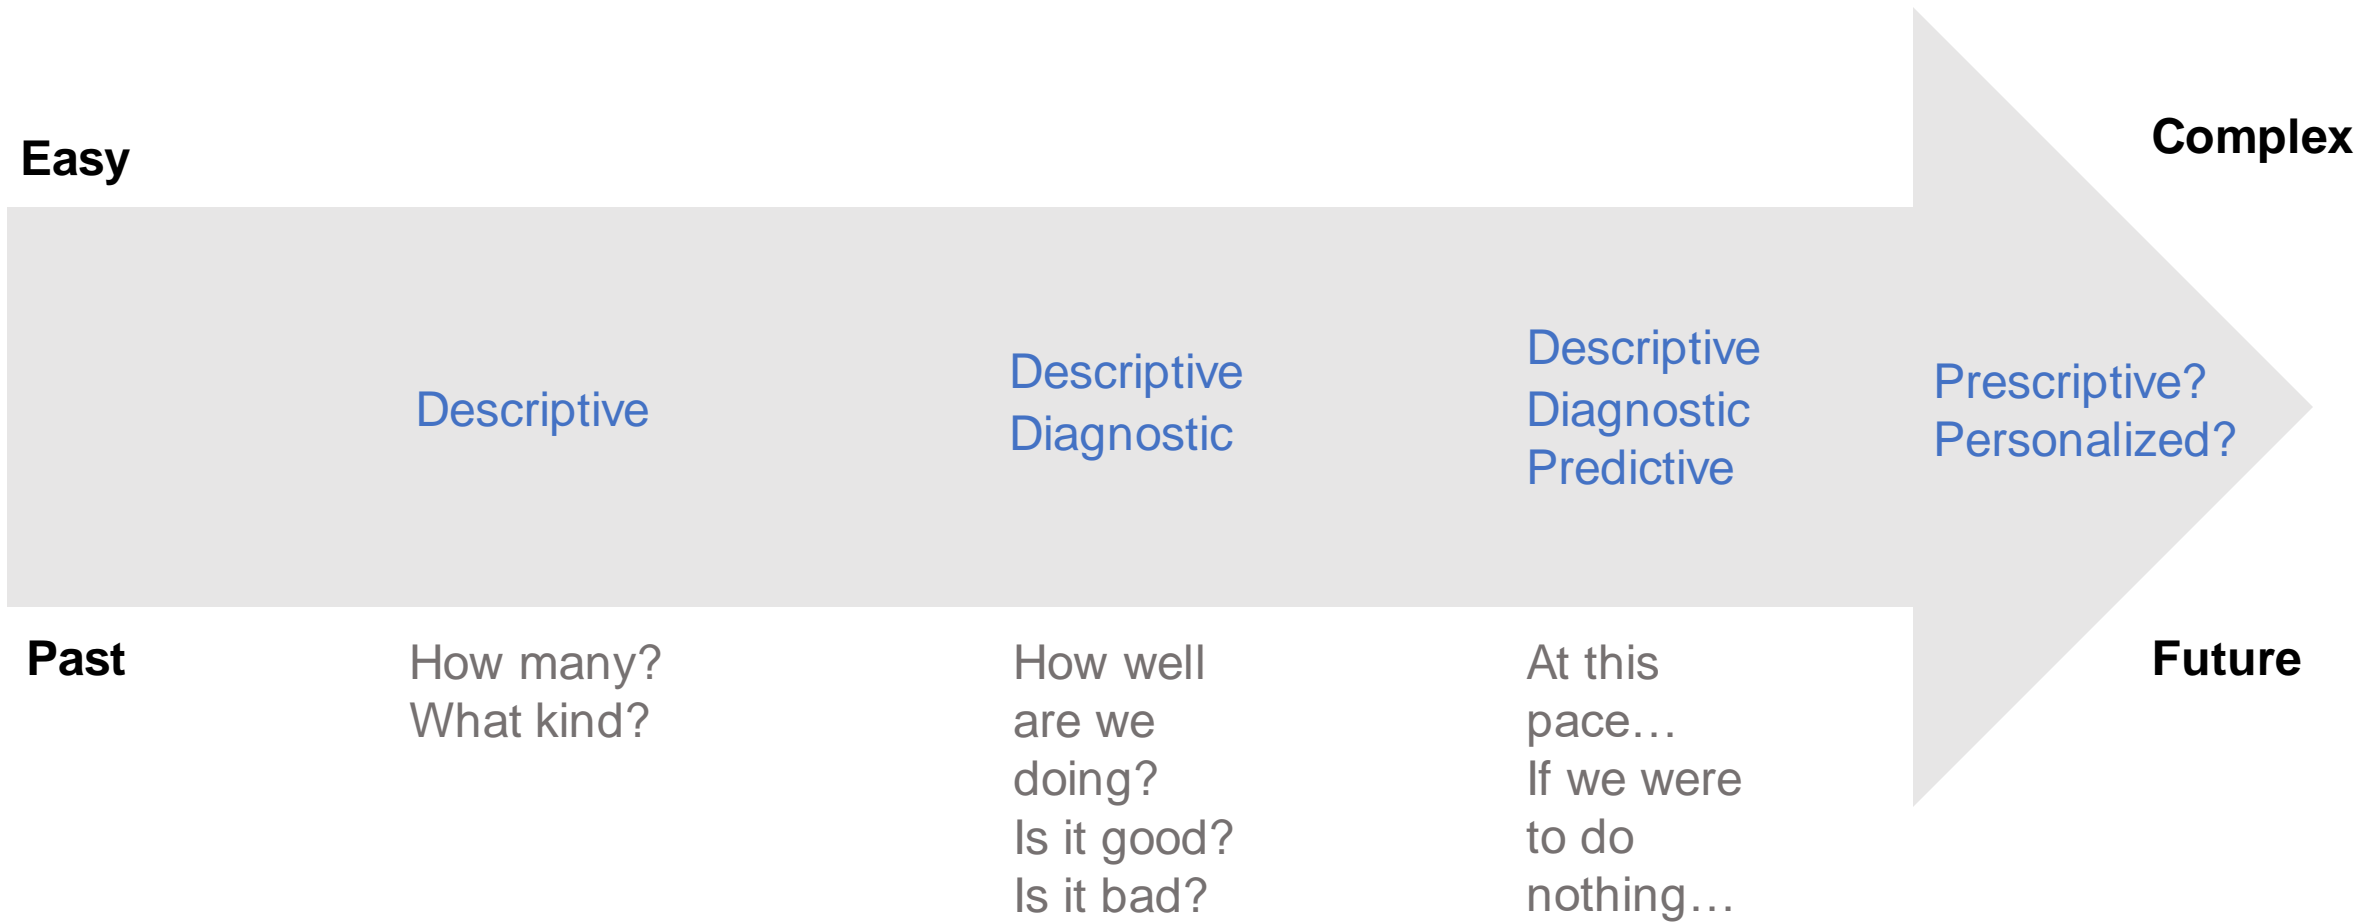 Easy
Complex
Descriptive
Descriptive
Diagnostic
Descriptive
Diagnostic
Predictive
Prescriptive?
Personalized?
Past
How many?
What kind?
How well
are we
doing?
Is it good?
Is it bad?
At this
pace…
If we were
to do
nothing…
Future